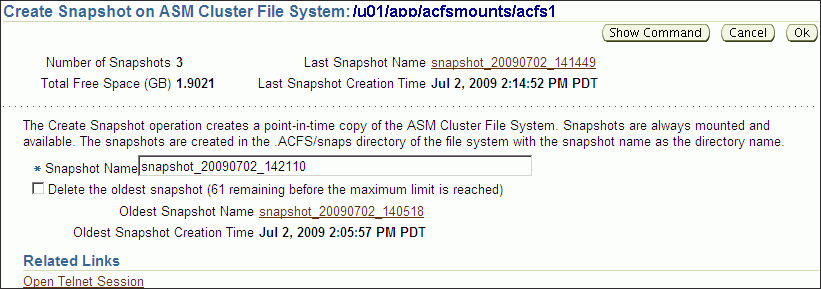 Create Snapshot on ASM Cluster File System: /u01/app/acfsmounts/acfs1
Show Command Cancel Ok
Number of Snapshots 3 Last Snapshot Name snapshot_20090702_141449
Total Free Space (GB) 1.9021 Last Snapshot Creation Time Jul 2, 2009 2:14:52 PM PDT
The Create Snapshot operation creates a point-in-time copy of the ASM Cluster File System. Snapshots are always mounted and
available. The snapshots are created in the .ACFS/snaps directory of the file system with the snapshot name as the directory name.
* Snapshot Name snapshot_20090702_142110
Delete the oldest snapshot (61 remaining before the maximum limit is reached)
Oldest Snapshot Name snapshot_20090702_140518
Oldest Snapshot Creation Time Jul 2, 2009 2:05:57 PM PDT
Related Links
Open Telnet Session